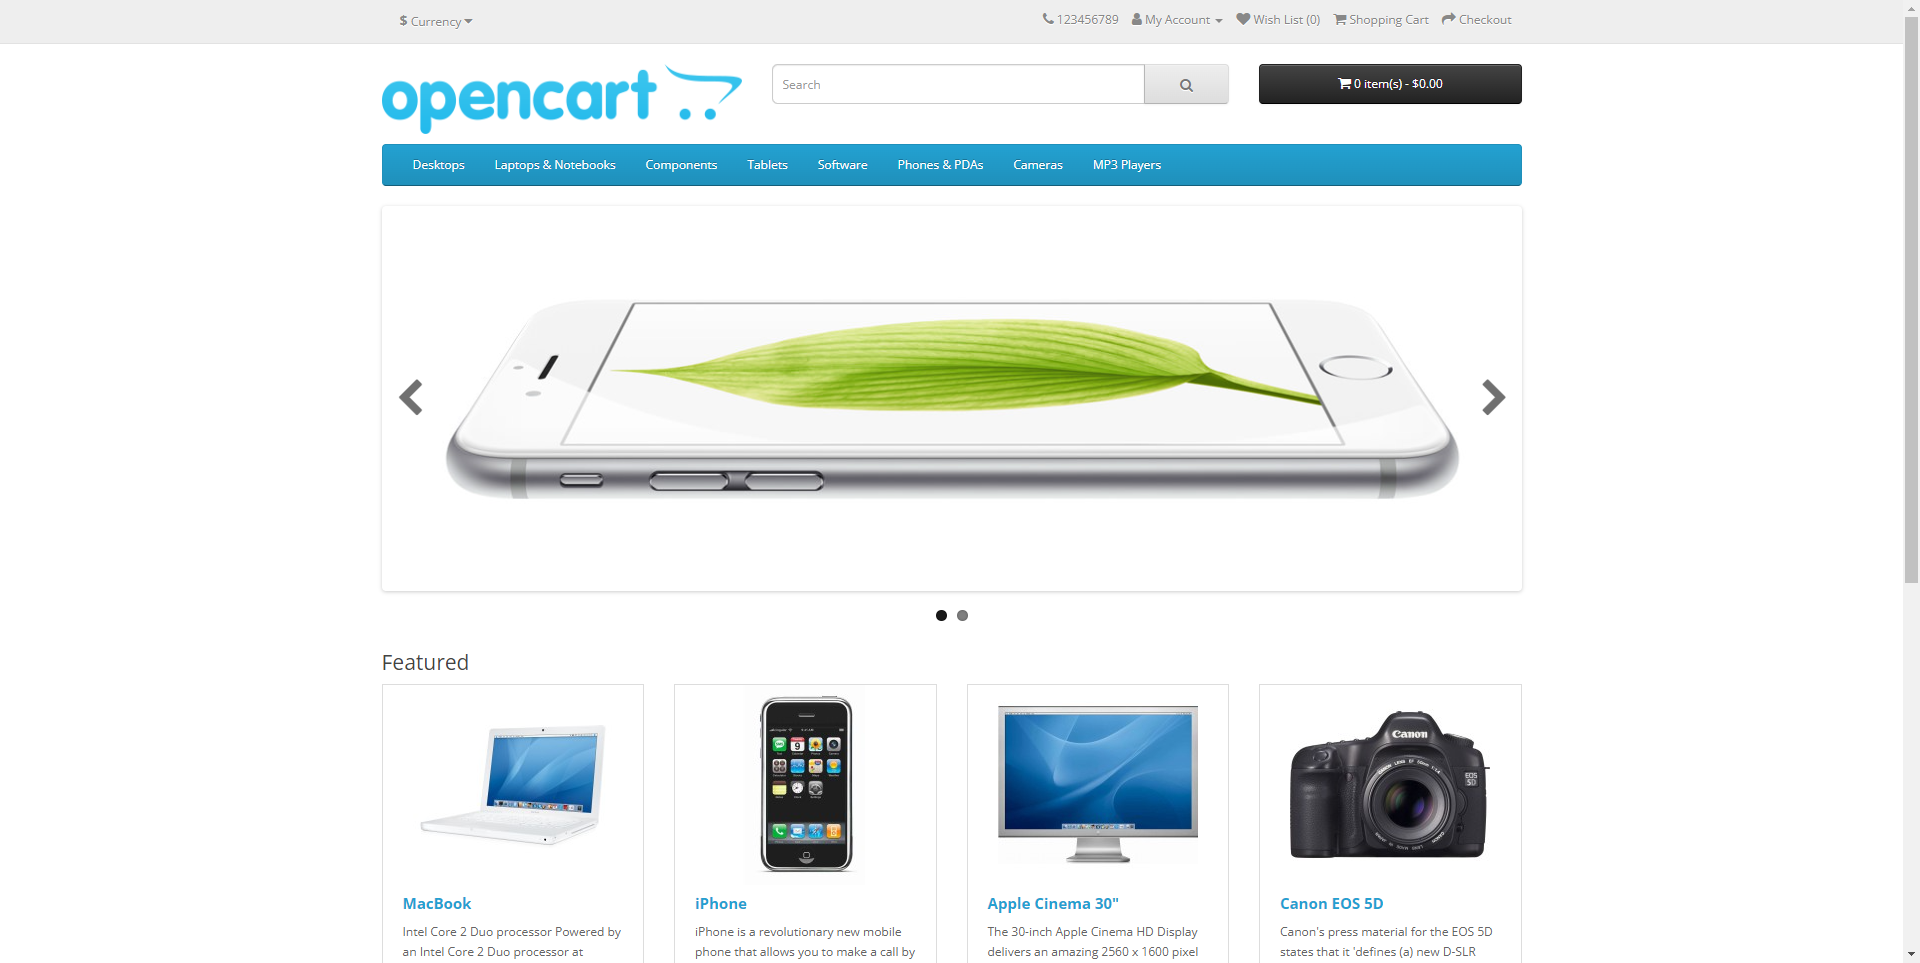 $ Currency
123456789 My Account Wish List (0) Shopping Cart Checkout
opencart
Search
0 item(s) - $0.00
Desktops Laptops & Notebooks Components Tablets Software Phones & PDAs Cameras MP3 Players
Featured
Canon
EOS
5D
MacBook
Intel Core 2 Duo processor Powered by
an Intel Core 2 Duo processor at
iPhone
iPhone is a revolutionary new mobile
phone that allows you to make a call by
Apple Cinema 30"
The 30-inch Apple Cinema HD Display
delivers an amazing 2560 x 1600 pixel
Canon EOS 5D
Canon's press material for the EOS 5D
states that it 'defines (a) new D-SLR